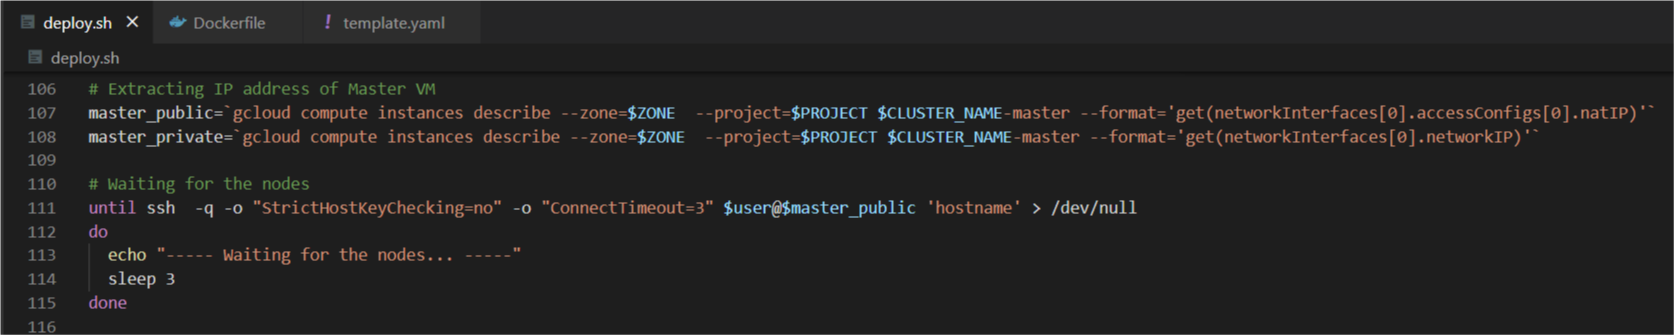 deploy.sh × Dockerfile ! template.yaml
deploy.sh
106 # Extracting IP address of Master VM
107 master_public=`gcloud compute instances describe --zone=$ZONE  --project=$PROJECT $CLUSTER_NAME-master --format='get(networkInterfaces[0].accessConfigs[0].natIP)'`
108 master_private=`gcloud compute instances describe --zone=$ZONE  --project=$PROJECT $CLUSTER_NAME-master --format='get(networkInterfaces[0].networkIP)'`
109
110 # Waiting for the nodes
111 until ssh  -q -o "StrictHostKeyChecking=no" -o "ConnectTimeout=3" $user@$master_public 'hostname' > /dev/null
112 do
113   echo "----- Waiting for the nodes... -----"
114   sleep 3
115 done
116